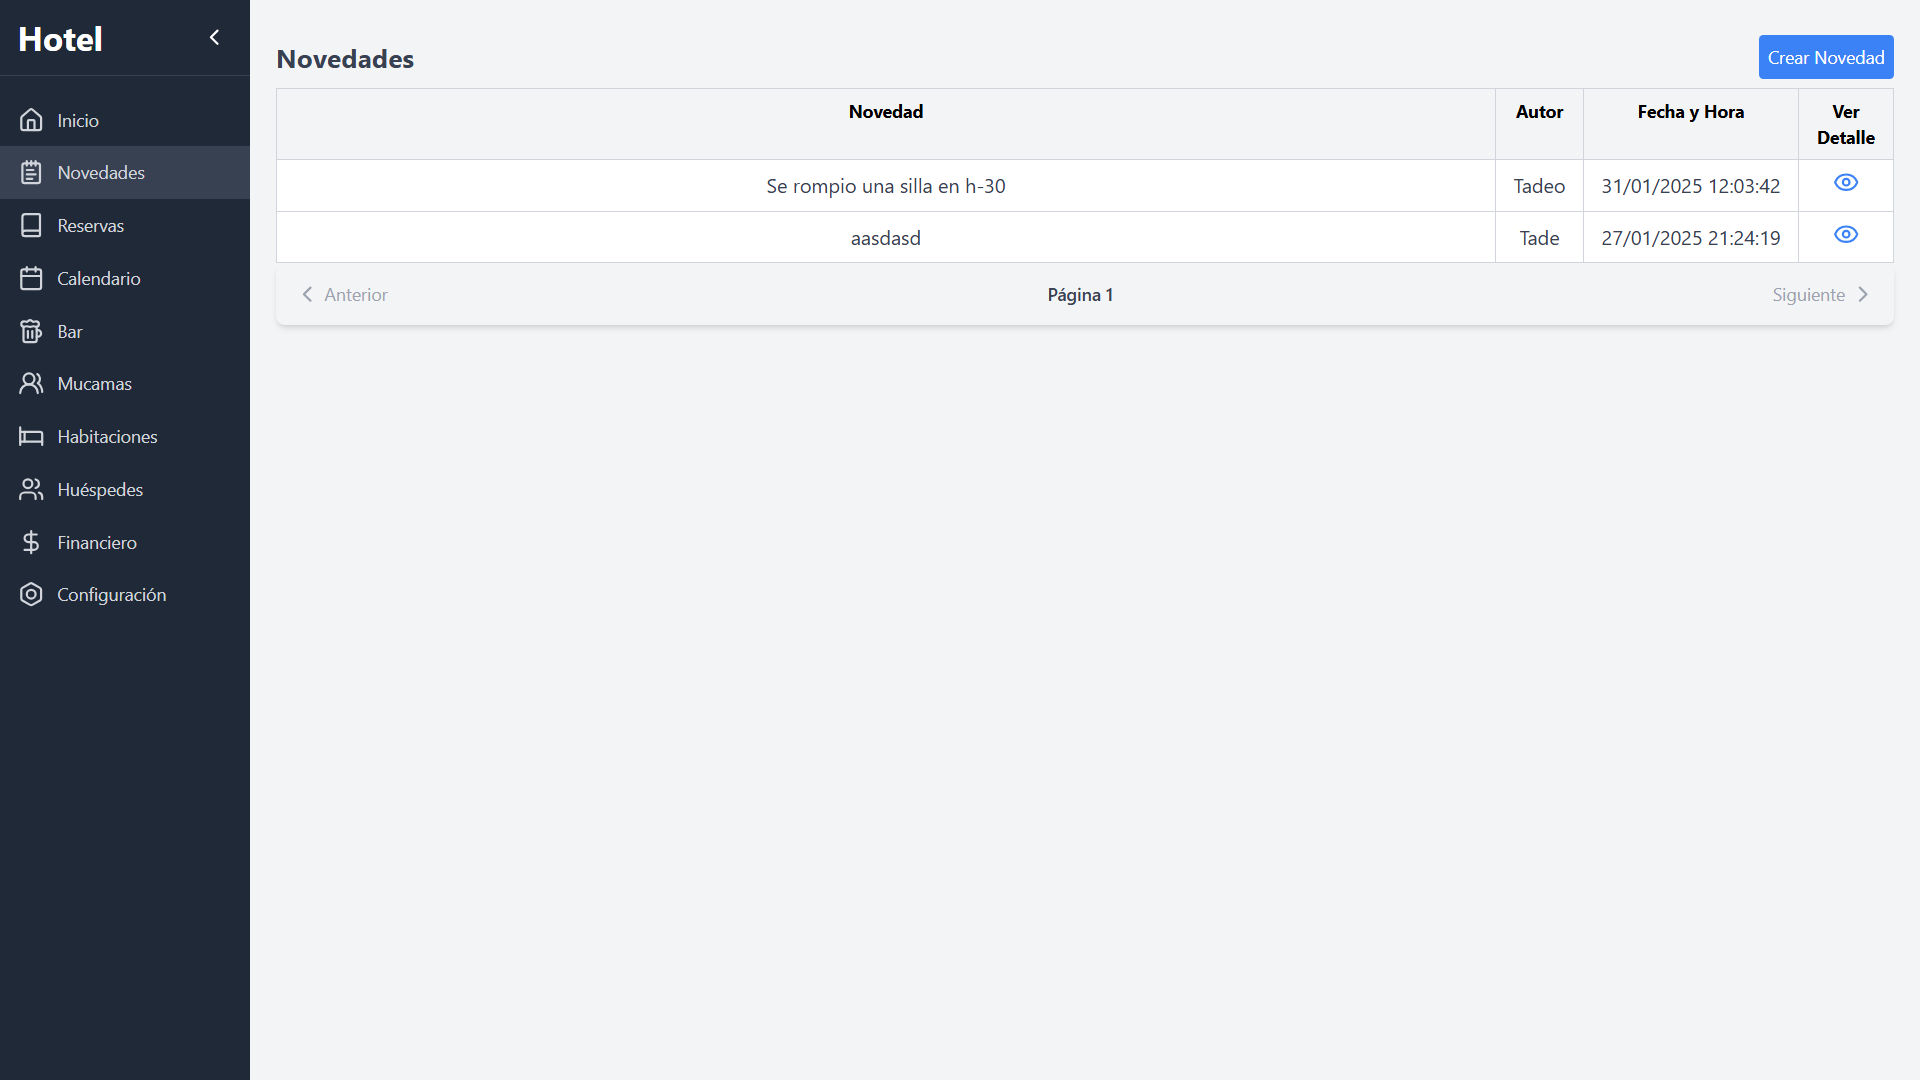 Hotel
Inicio
Novedades
Reservas
Calendario
Bar
Mucamas
Habitaciones
Huéspedes
Financiero
Configuración
Novedades
Crear Novedad
Novedad Autor Fecha y Hora Ver Detalle
Se rompio una silla en h-30 Tadeo 31/01/2025 12:03:42
aasdasd Tade 27/01/2025 21:24:19
Anterior Página 1 Siguiente